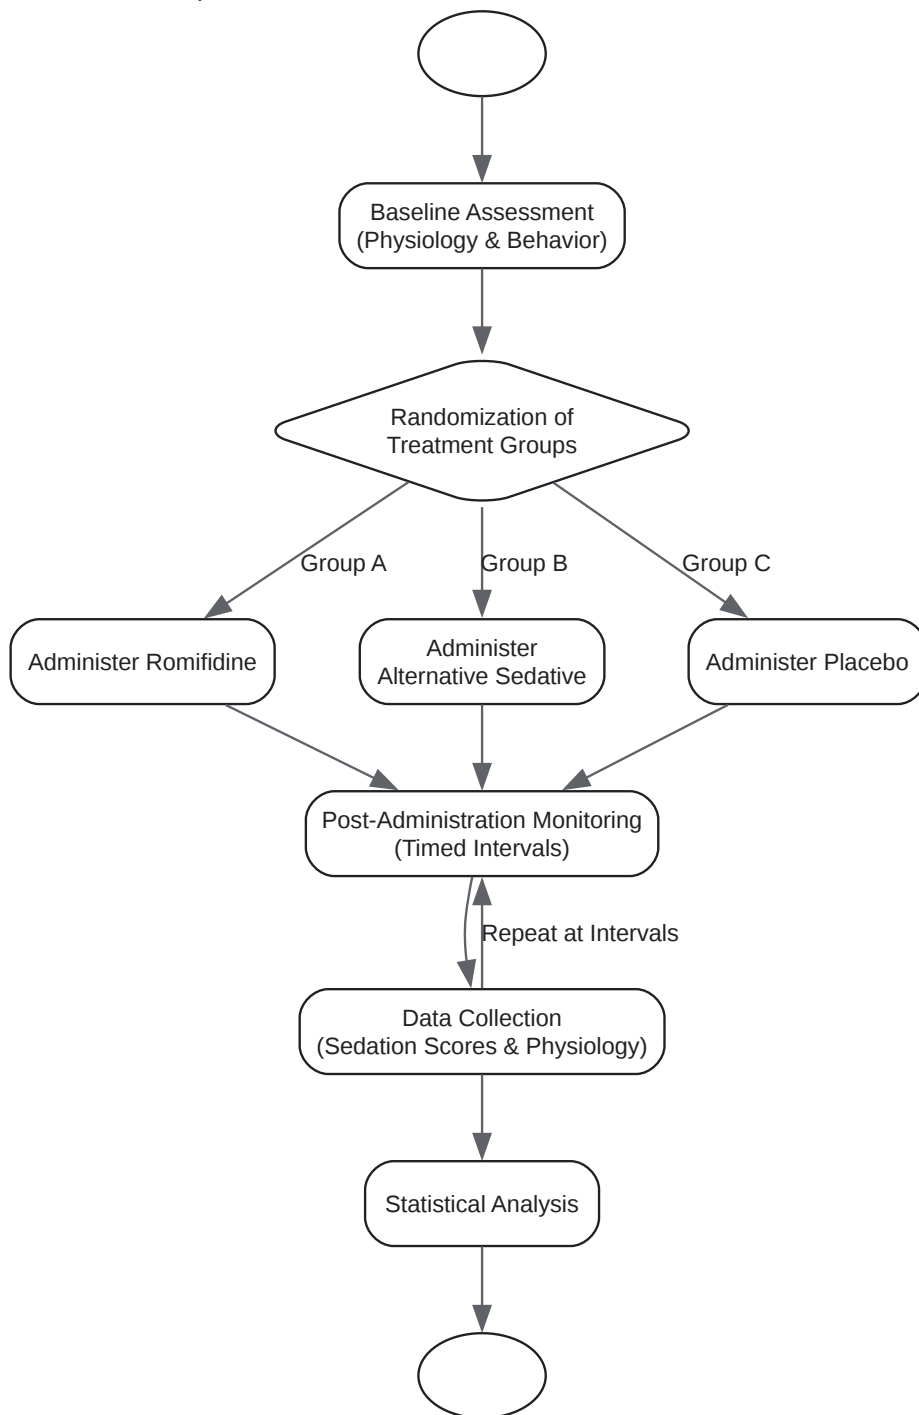 Baseline Assessment
(Physiology & Behavior)
Randomization of
Treatment Groups
Group A
Group B
Group C
Administer Romifidine
Administer
Alternative Sedative
Administer Placebo
Post-Administration Monitoring
(Timed Intervals)
Repeat at Intervals
Data Collection
(Sedation Scores & Physiology)
Statistical Analysis